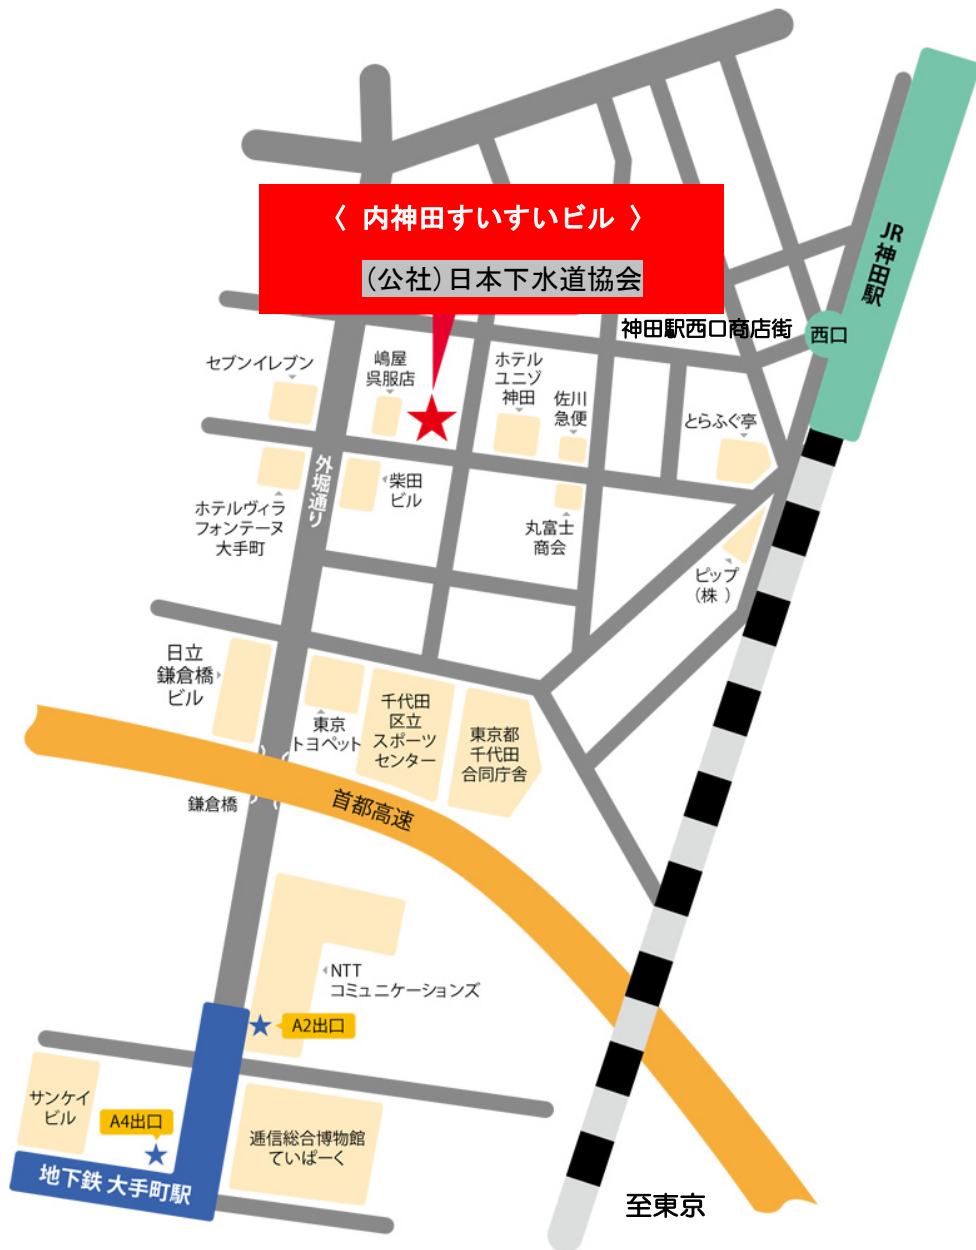 〈 内神田すいすいビル 〉
(公社)日本下水道協会
JR神田駅
神田駅西口商店街
西口
セブンイレブン
嶋屋
呉服店
ホテル
ユニゾ
神田
佐川
急便
とらふぐ亭
外堀通り
柴田
ビル
ホテルヴィラ
フォンテーヌ
大手町
丸富士
商会
ピップ
(株 )
日立
鎌倉橋
ビル
東京
トヨペット
千代田
区立
スポーツ
センター
東京都
千代田
合同庁舎
鎌倉橋
首都高速
NTT
コミュニケーションズ
A2出口
サンケイ
ビル
A4出口
逓信総合博物館
ていぱーく
地下鉄 大手町駅
至東京